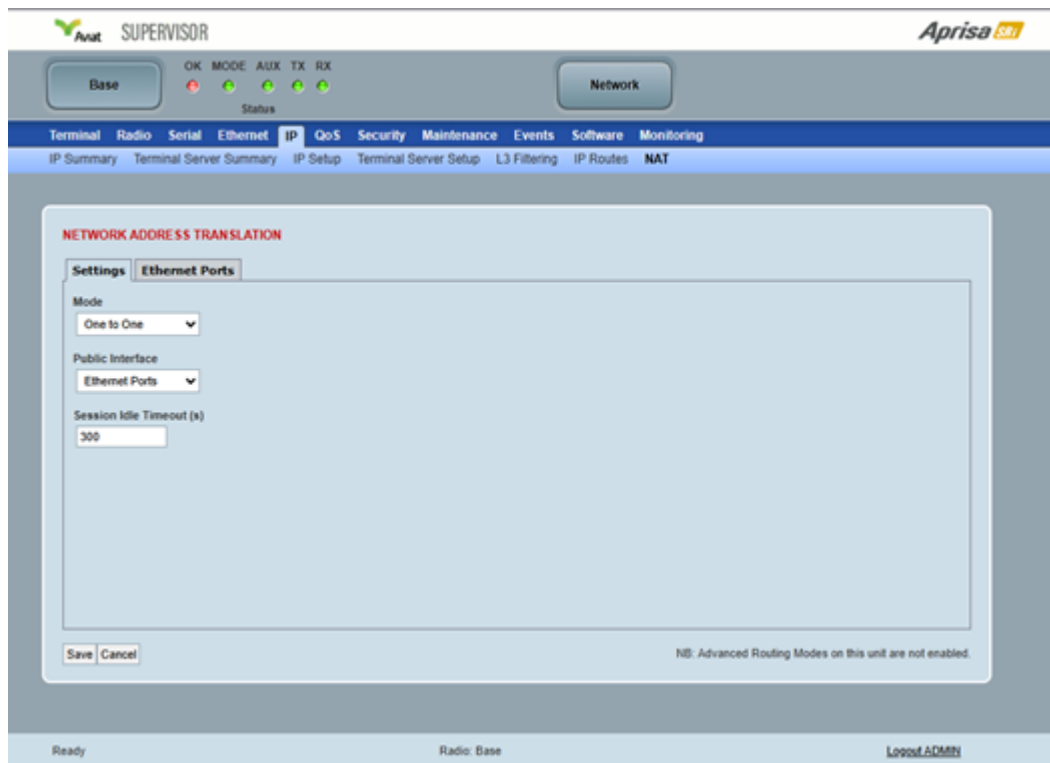 Aviat SUPERVISOR Aprisa SRi
Base OK MODE AUX TX RX Network
Status
Terminal Radio Serial Ethernet IP QoS Security Maintenance Events Software Monitoring
IP Summary Terminal Server Summary IP Setup Terminal Server Setup L3 Filtering IP Routes NAT
NETWORK ADDRESS TRANSLATION
Settings Ethernet Ports
Mode
One to One
Public Interface
Ethernet Ports
Session Idle Timeout (s)
300
Save Cancel NB: Advanced Routing Modes on this unit are not enabled.
Ready Radio: Base Logout ADMIN